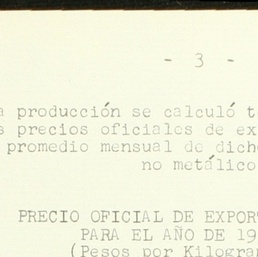 - 3 -
a producción se calculó t
s precios oficiales de ex
promedio mensual de dich
no metálico
PRECIO OFICIAL DE EXPOR
PARA EL AÑO DE 19
(Pesos por Kilogra